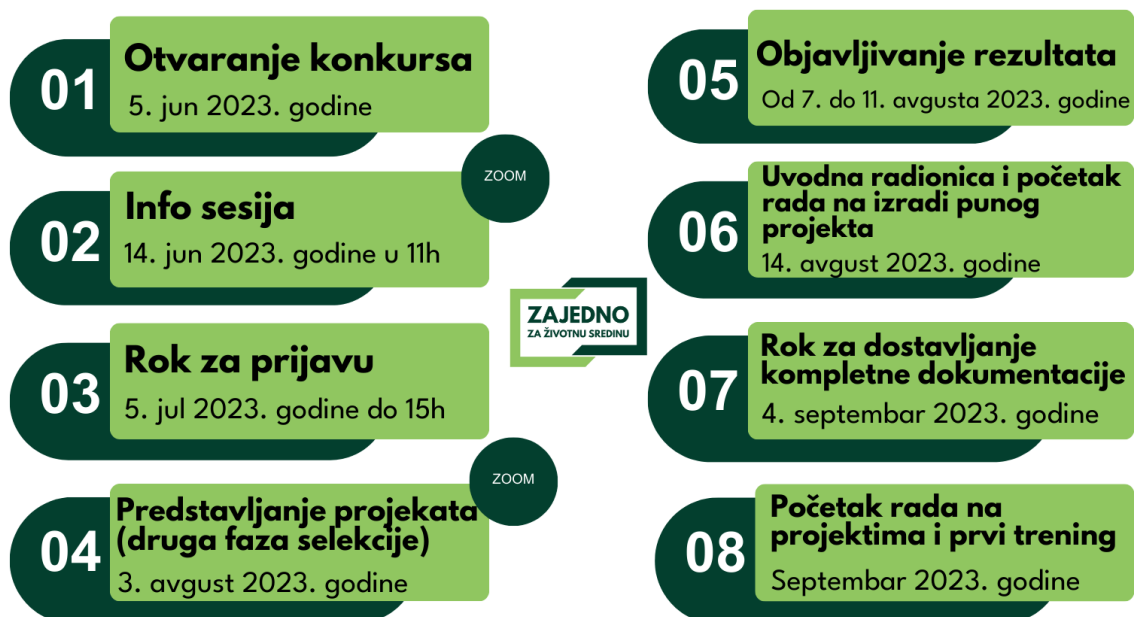 01
Otvaranje konkursa
5. jun 2023. godine
ZOOM
02
Info sesija
14. jun 2023. godine u 11h
03
Rok za prijavu
5. jul 2023. godine do 15h
ZOOM
04
Predstavljanje projekata
(druga faza selekcije)
3. avgust 2023. godine
ZAJEDNO
ZA ŽIVOTNU SREDINU
05
Objavljivanje rezultata
Od 7. do 11. avgusta 2023. godine
06
Uvodna radionica i početak
rada na izradi punog
projekta
14. avgust 2023. godine
07
Rok za dostavljanje
kompletne dokumentacije
4. septembar 2023. godine
08
Početak rada na
projektima i prvi trening
Septembar 2023. godine